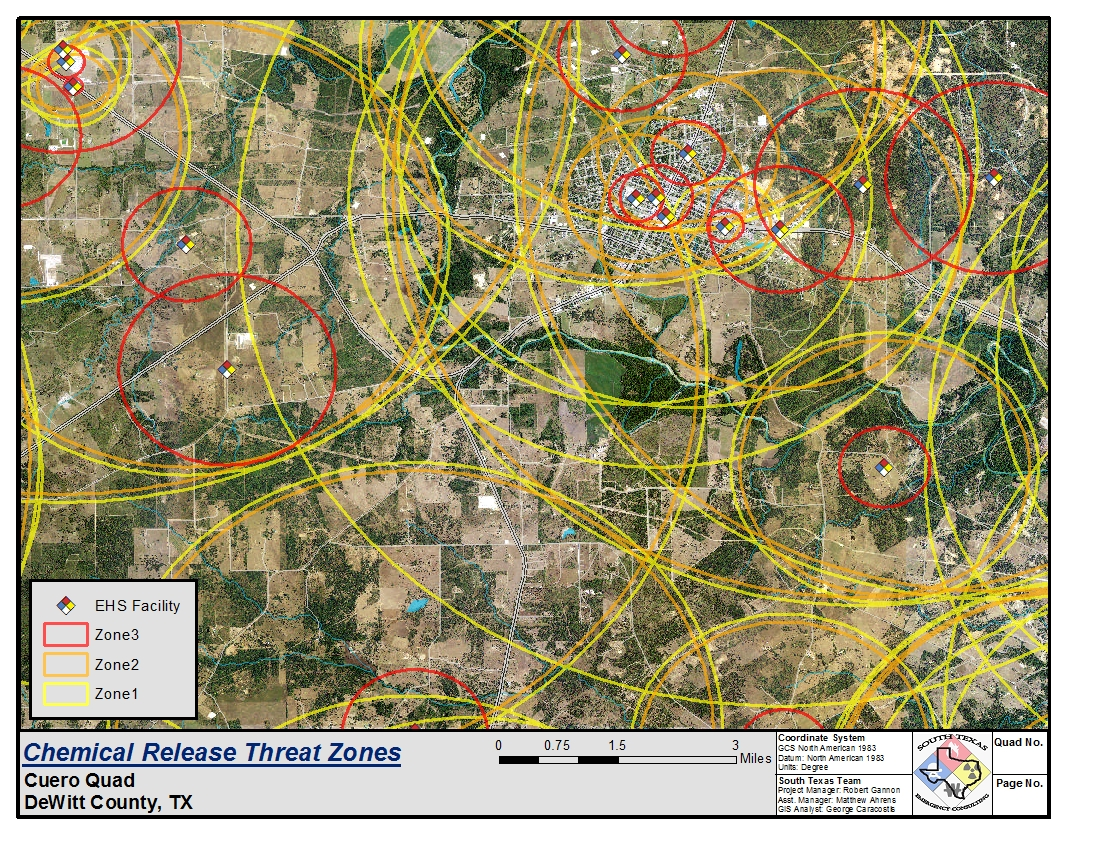 EHS Facility
Zone3
Zone2
Zone1
Chemical Release Threat Zones
Cuero Quad
DeWitt County, TX
0 0.75 1.5 3
Miles
Coordinate System
GCS North American 1983
Datum: North American 1983
Units: Degree
South Texas Team
Project Manager: Robert Gannon
Asst. Manager: Matthew Ahrens
GIS Analyst: George Caracostis
SOUTH TEXAS
EMERGENCY CONSULTING
W
Quad No.
Page No.